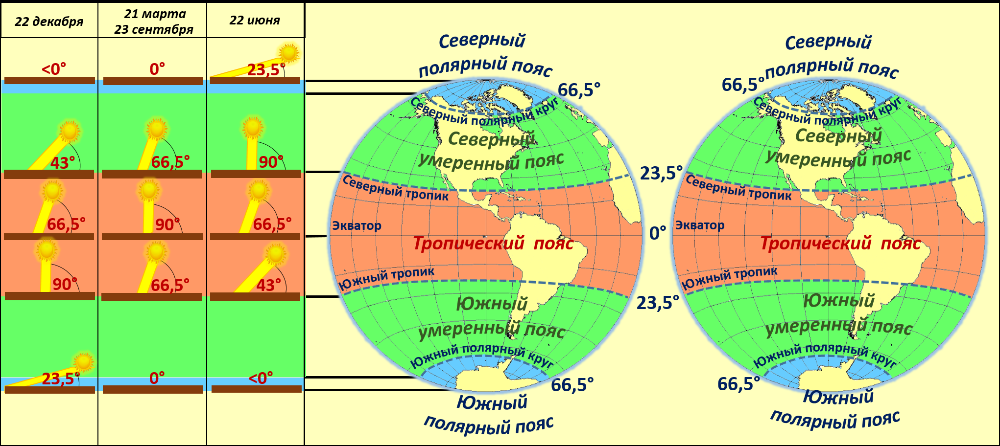 22 декабря
21 марта
23 сентября
22 июня
<0°
0°
23,5°
43°
66,5°
90°
66,5°
90°
66,5°
90°
66,5°
43°
23,5°
0°
<0°
Северный
полярный пояс
66,5°
Северный полярный круг
Северный
умеренный пояс
23,5°
Северный тропик
Экватор
0°
Тропический пояс
Южный тропик
23,5°
Южный
умеренный пояс
Южный полярный круг
66,5°
Южный
полярный пояс
Северный
полярный пояс
66,5°
Северный полярный круг
Северный
умеренный пояс
Северный тропик
Экватор
Тропический пояс
Южный тропик
Южный
умеренный пояс
Южный полярный круг
66,5°
Южный
полярный пояс